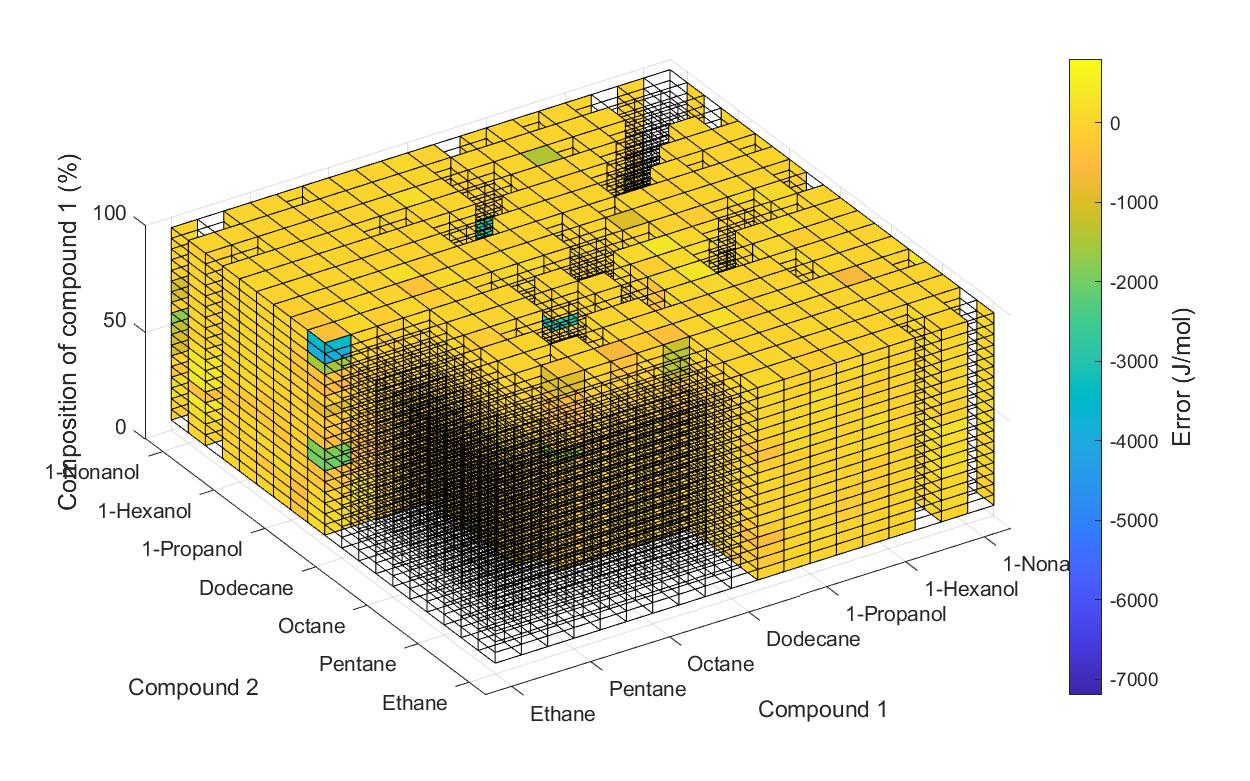 Composition of compound 1 (%)
100
50
0
1-Nonanol
1-Hexanol
1-Propanol
Dodecane
Octane
Pentane
Ethane
Compound 2
Ethane
Pentane
Octane
Dodecane
1-Propanol
1-Hexanol
1-Nona
Compound 1
0
-1000
-2000
-3000
-4000
-5000
-6000
-7000
Error (J/mol)